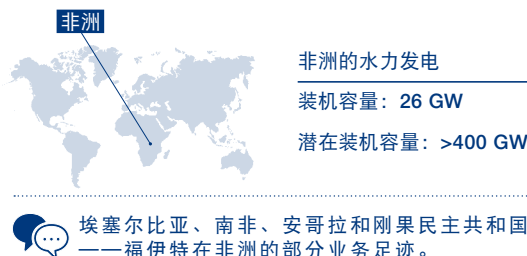 非洲
非洲的水力发电
装机容量：26 GW
潜在装机容量：>400 GW
埃塞尔比亚、南非、安哥拉和刚果民主共和国
——福伊特在非洲的部分业务足迹。